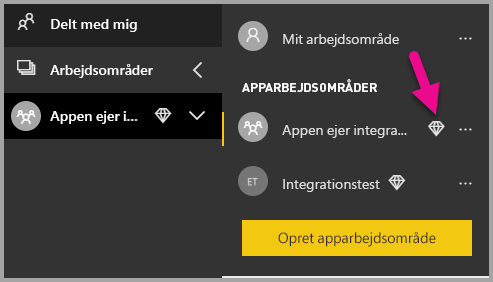 Delt med mig
Arbejdsområder
Appen ejer i...
Mit arbejdsområde
APPARBEJDSOMRÅDER
Appen ejer integra...
ET
Integrationstest
Opret apparbejdsområde